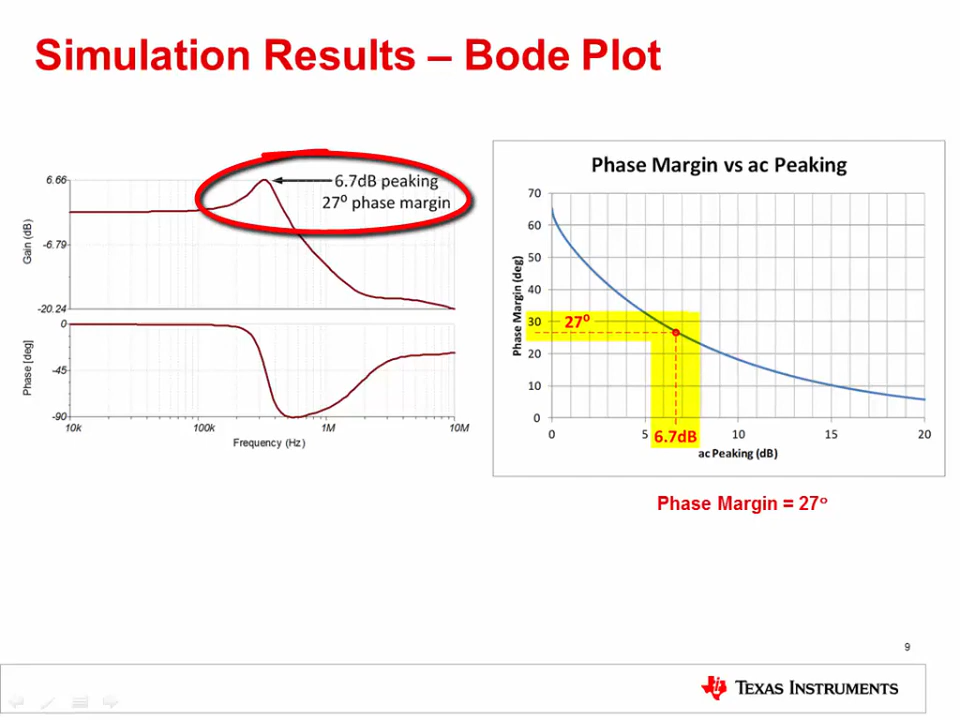 Simulation Results – Bode Plot
6.66
6.7dB peaking
27⁰ phase margin
Gain (dB)
-6.79
-20.24
0
Phase [deg]
-45
-90
10k
100k
1M
10M
Frequency (Hz)
Phase Margin vs ac Peaking
70
60
50
40
30
20
10
0
Phase Margin (deg)
27⁰
0
5
6.7dB
10
15
20
ac Peaking (dB)
Phase Margin = 27°
9
TEXAS INSTRUMENTS